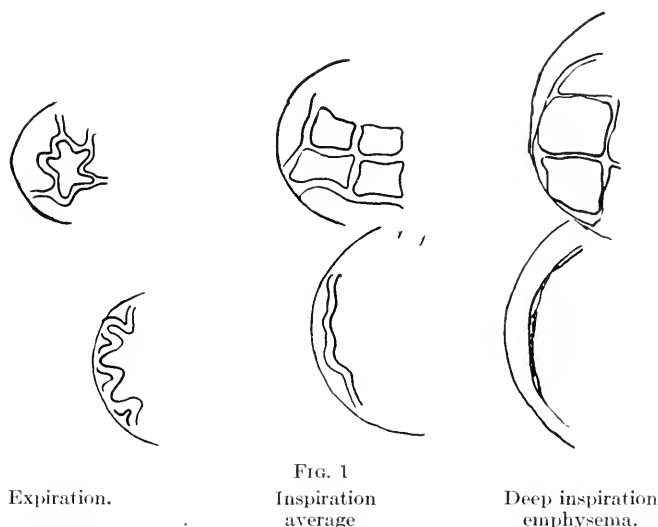 FIG. 1
Expiration.
Inspiration
average
Deep inspiration
emphysema.